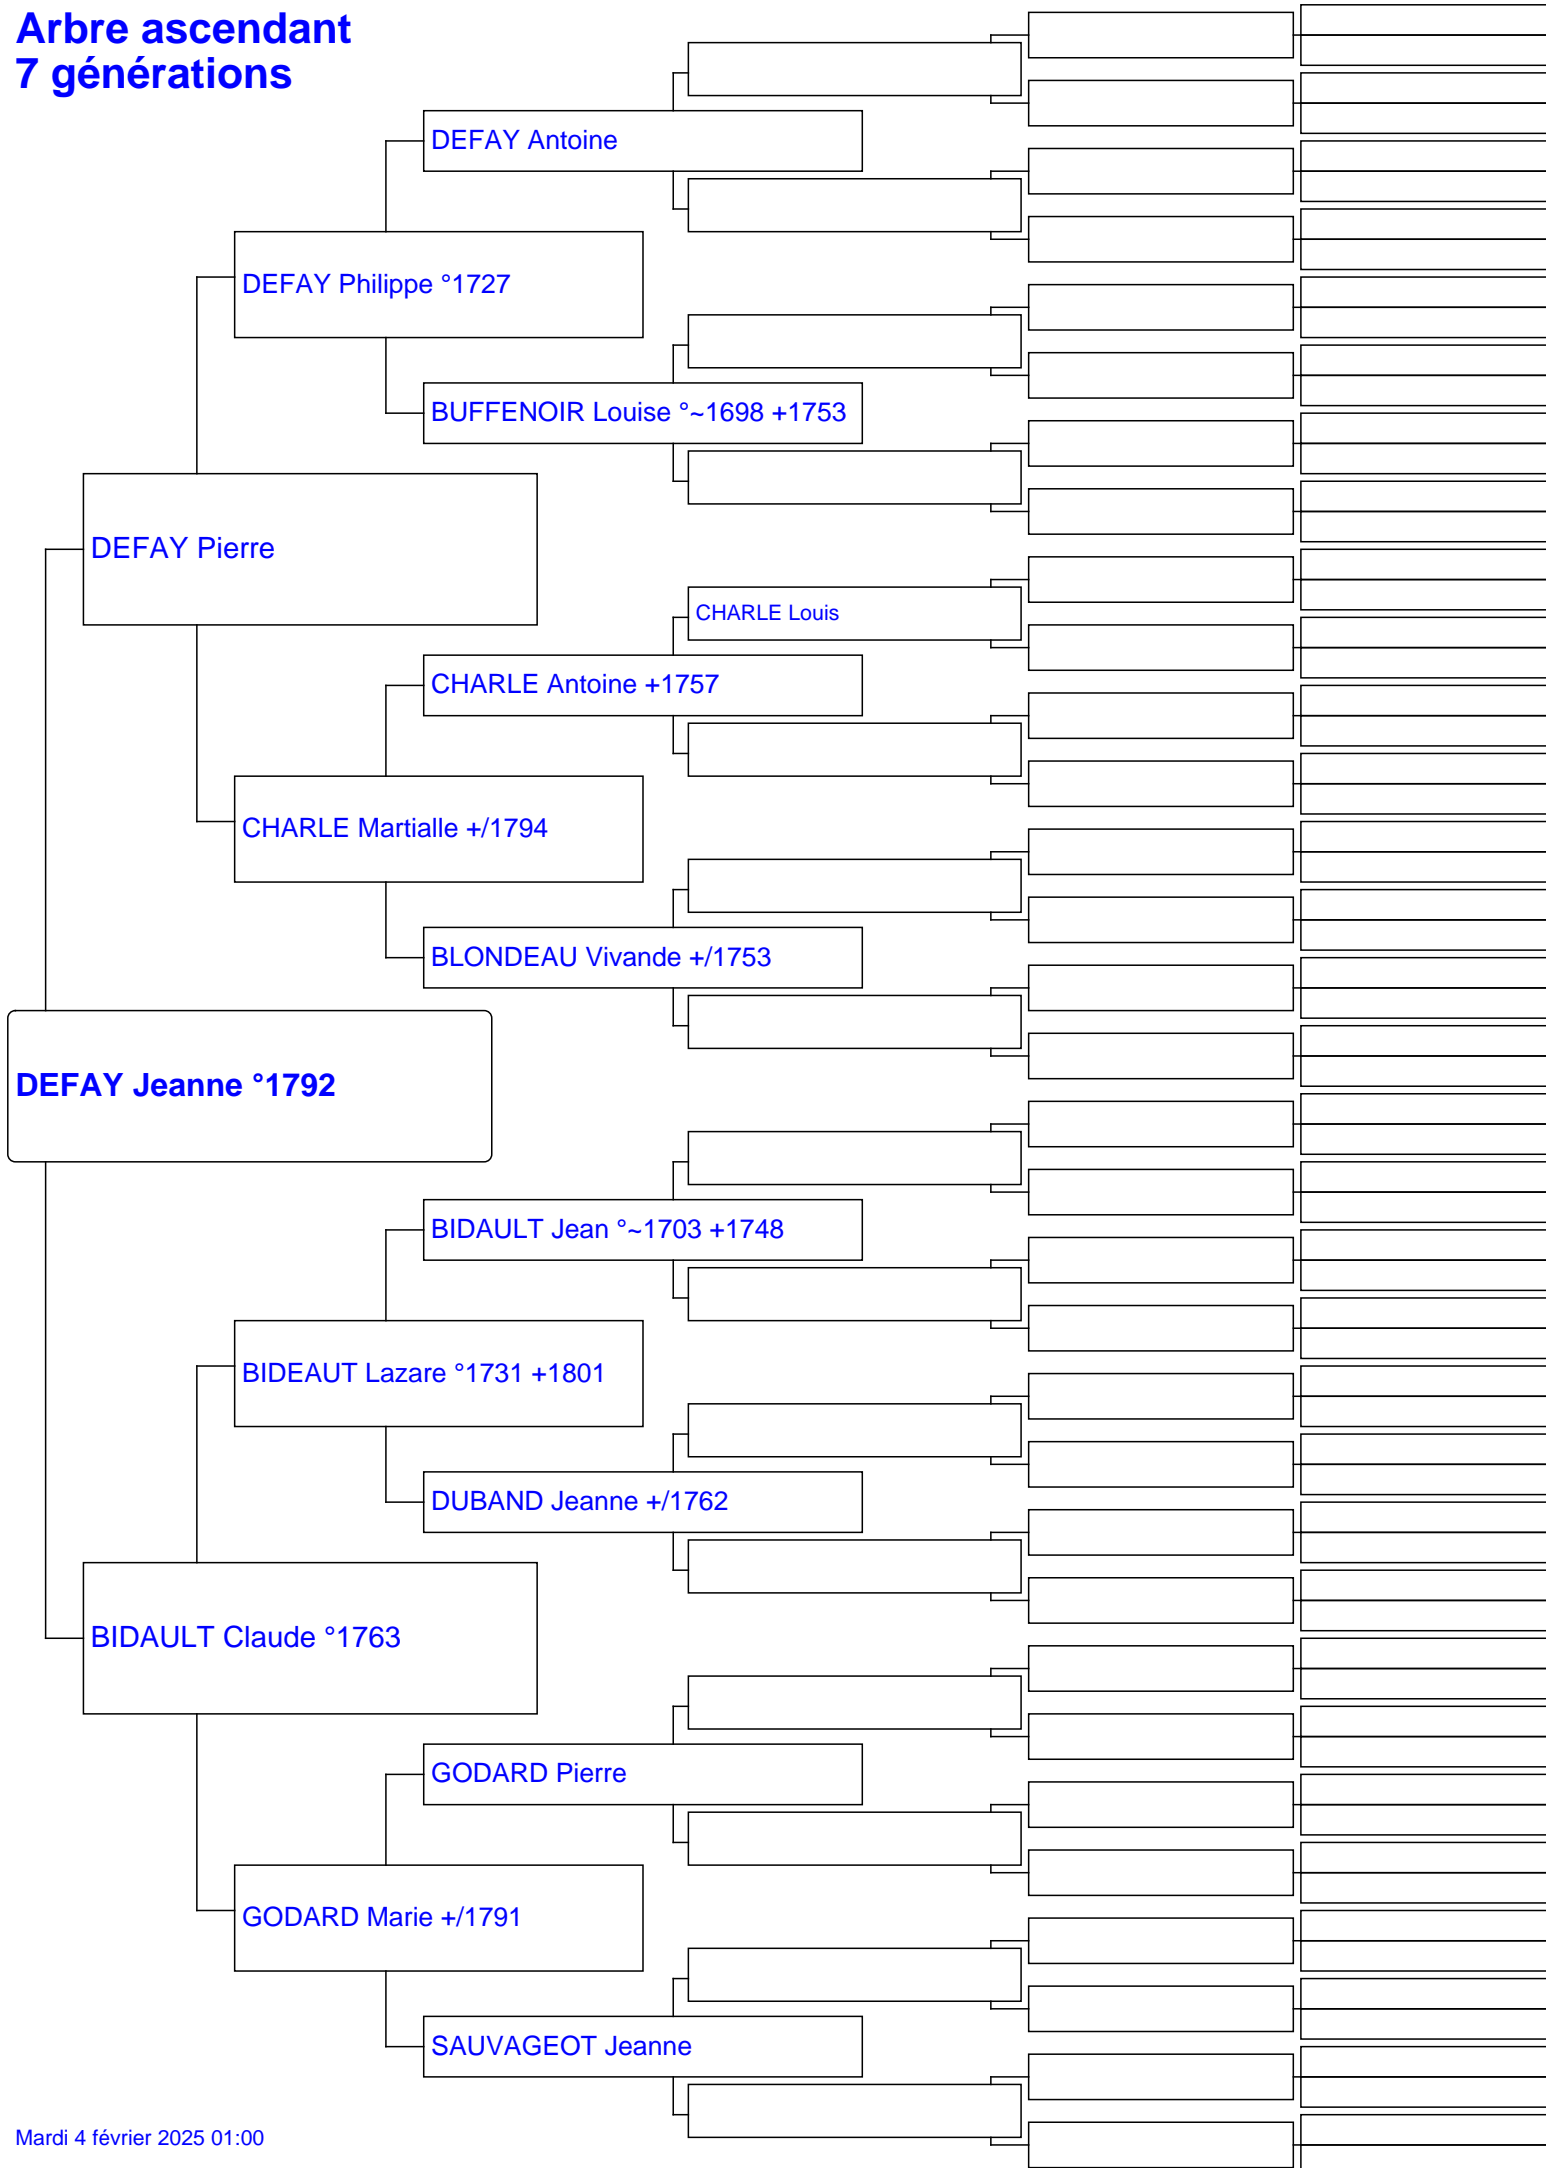 Arbre ascendant
7 générations
DEFAY Antoine
DEFAY Philippe °1727
BUFFENOIR Louise °~1698 +1753
DEFAY Pierre
CHARLE Louis
CHARLE Antoine +1757
CHARLE Martialle +/1794
BLONDEAU Vivande +/1753
DEFAY Jeanne °1792
BIDAULT Jean °~1703 +1748
BIDEAUT Lazare °1731 +1801
DUBAND Jeanne +/1762
BIDAULT Claude °1763
GODARD Pierre
GODARD Marie +/1791
SAUVAGEOT Jeanne
Mardi 4 février 2025 01:00